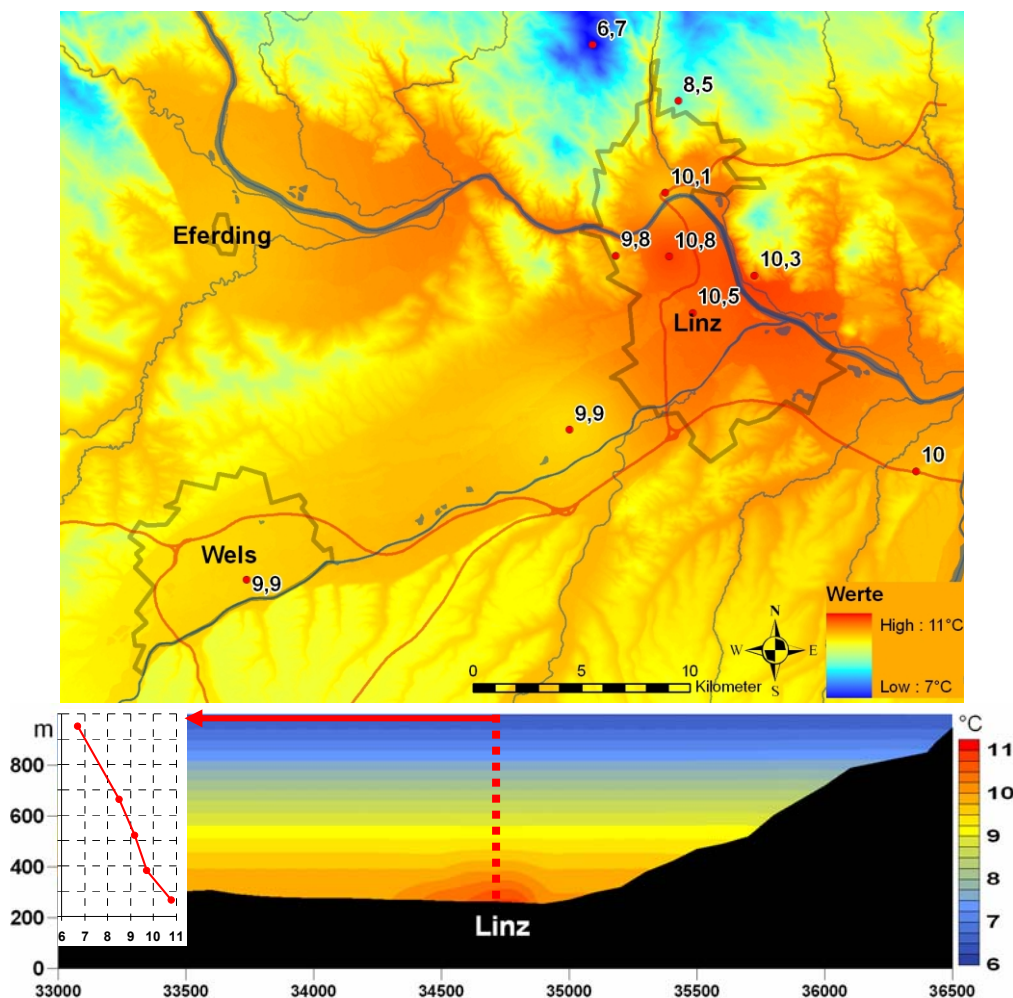 6,7
8,5
10,1
Eferding
9,8
10,8
10,3
10,5
Linz
9,9
10
Wels
9,9
Werte
High : 11°C
Low : 7°C
N
W
E
S
0
10
Kilometer
m
800
600
400
200
0
6 7 8 9 10 11
Linz
°C
11
10
9
8
7
6
33000 33500 34000 34500 35000 35500 36000 36500